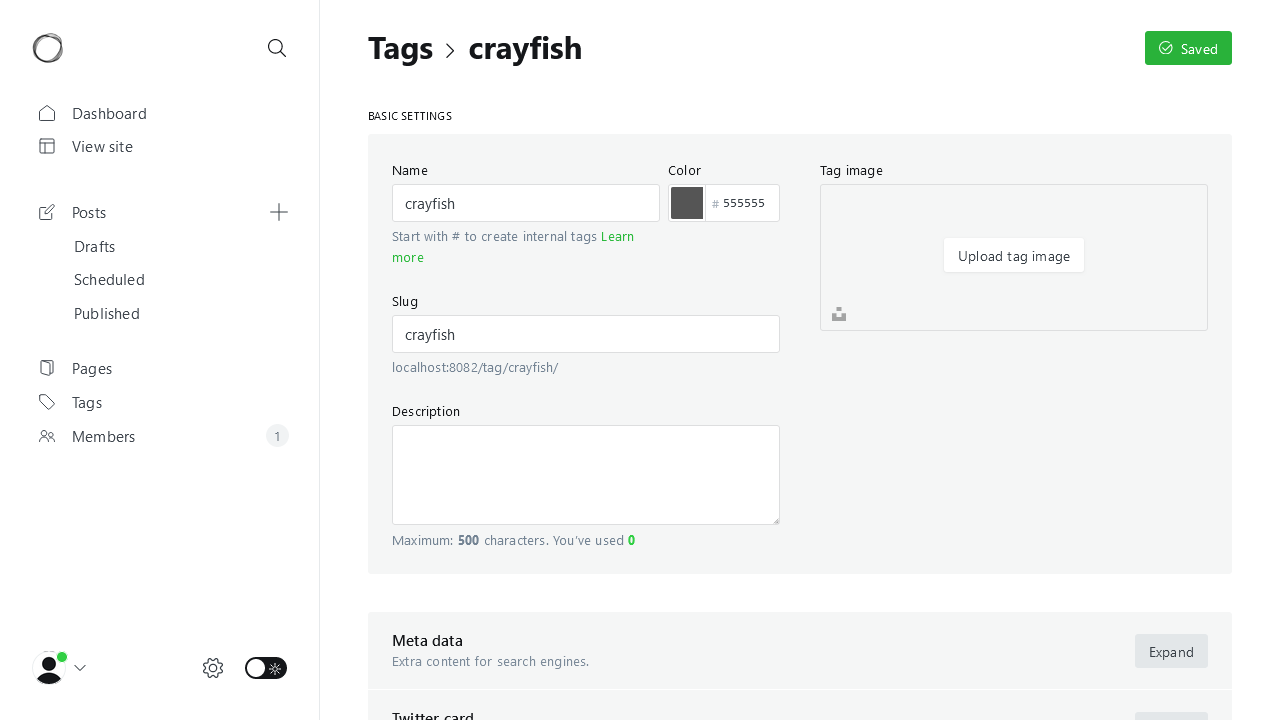 Tags > crayfish
Saved
Dashboard
View site
Posts
Drafts
Scheduled
Published
Pages
Tags
Members
1
BASIC SETTINGS
Name
crayfish
Start with # to create internal tags Learn
more
Color
# 555555
Tag image
Upload tag image
Slug
crayfish
localhost:8082/tag/crayfish/
Description
Maximum: 500 characters. You've used 0
Meta data
Extra content for search engines.
Expand
Twitter card